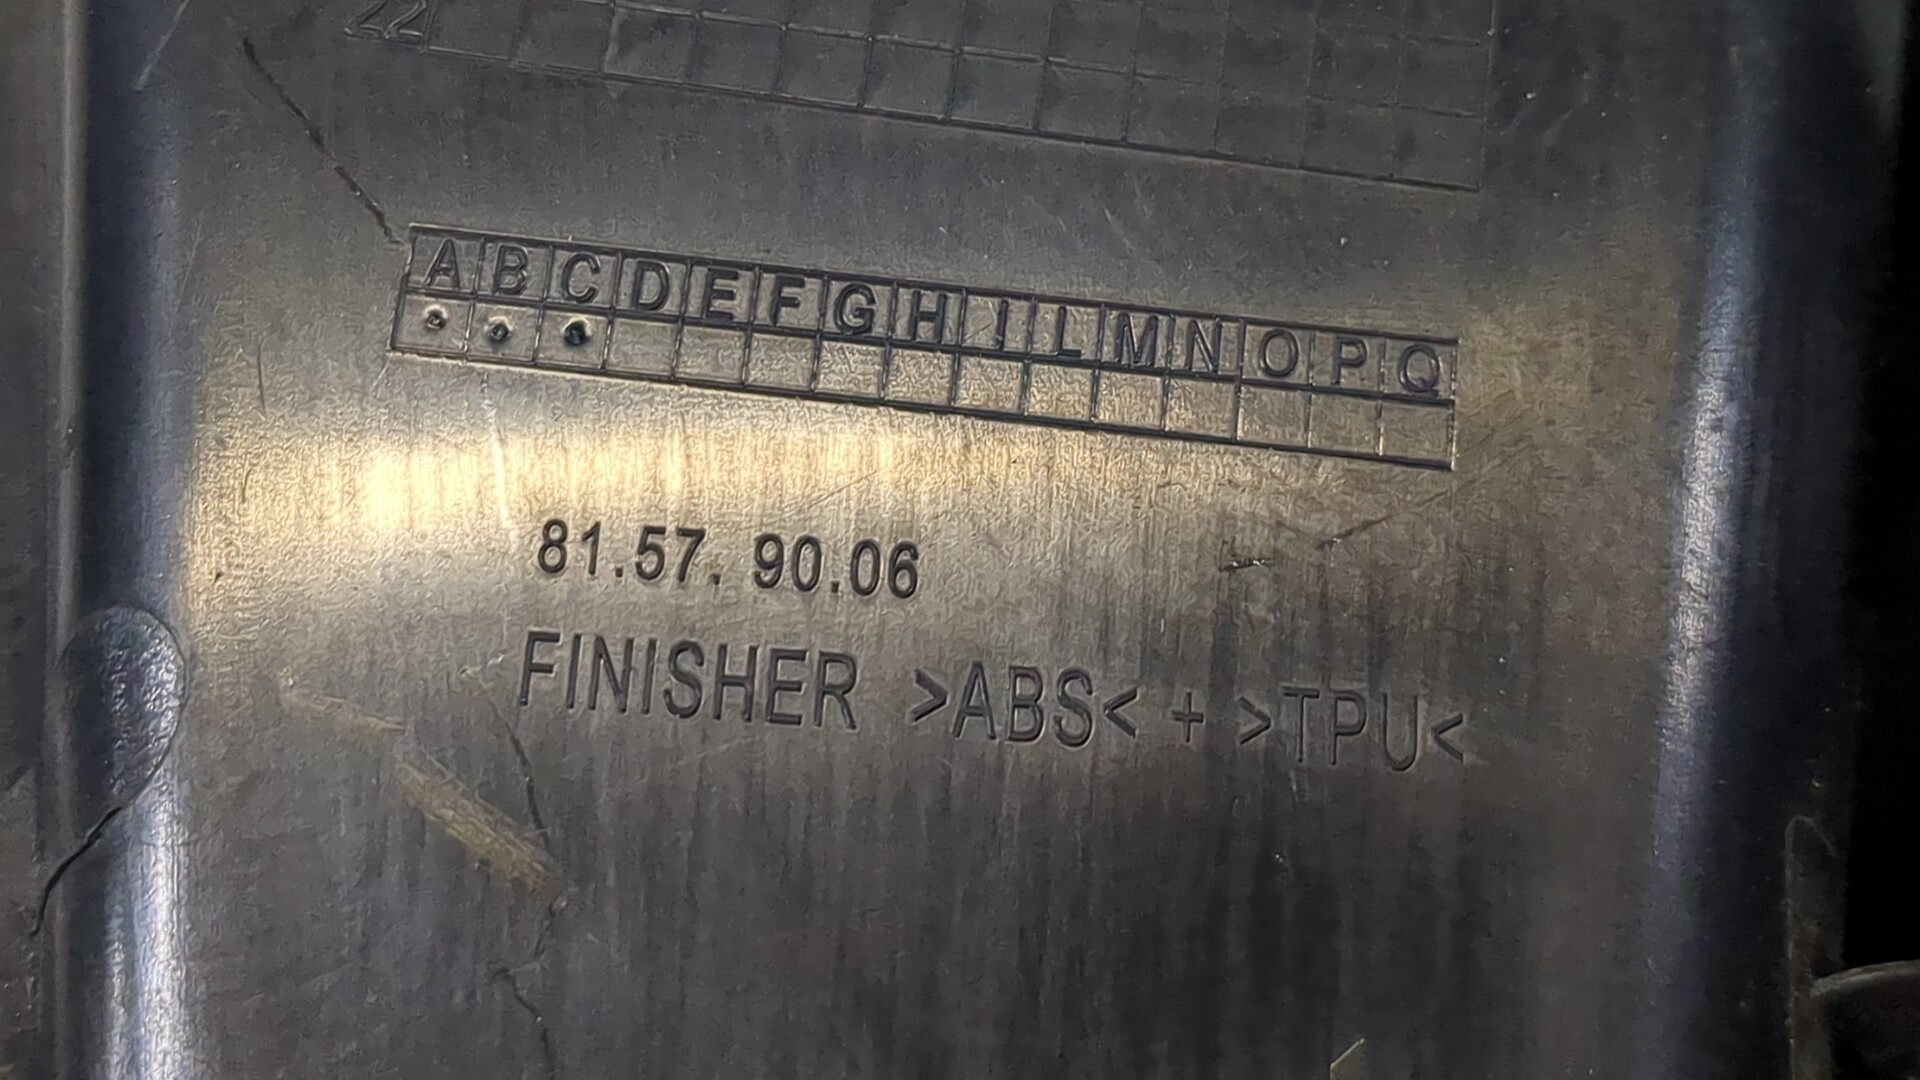 22
A B C D E F G H I L M N O P Q
81.57. 90.06
FINISHER >ABS< + >TPU<